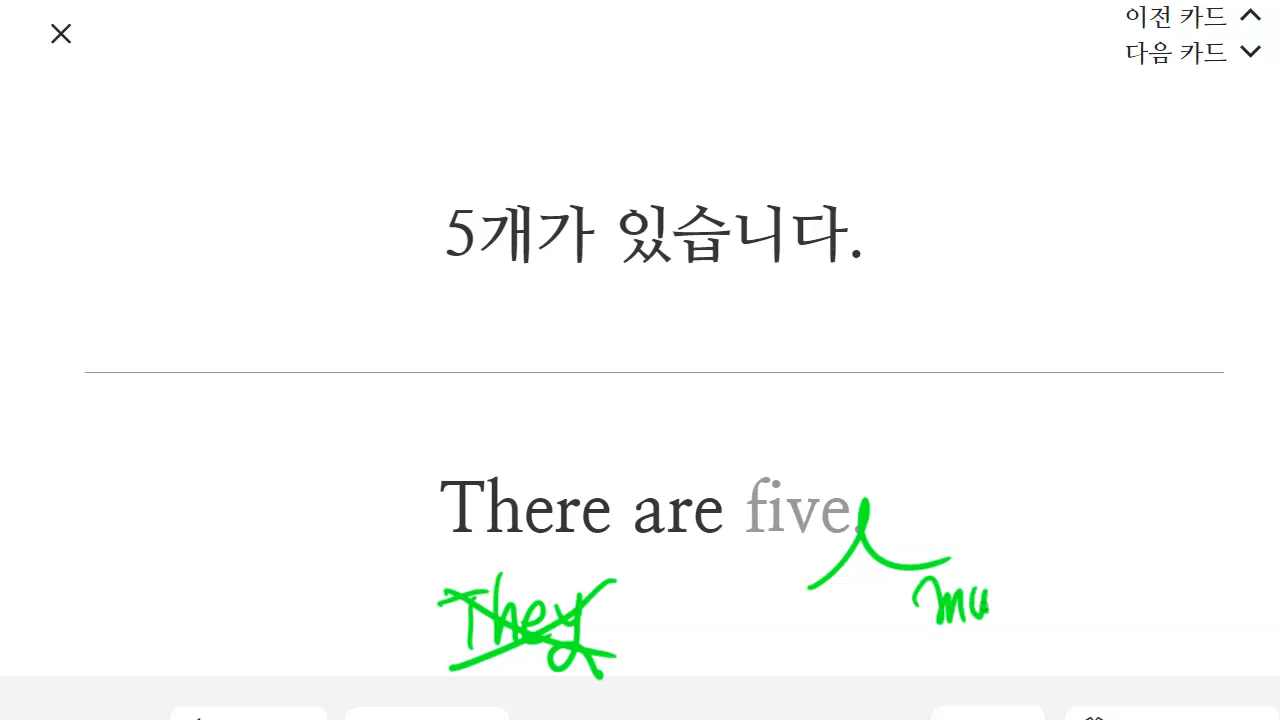 이전 카드
다음 카드
5개가 있습니다.
There are five.
They
mu